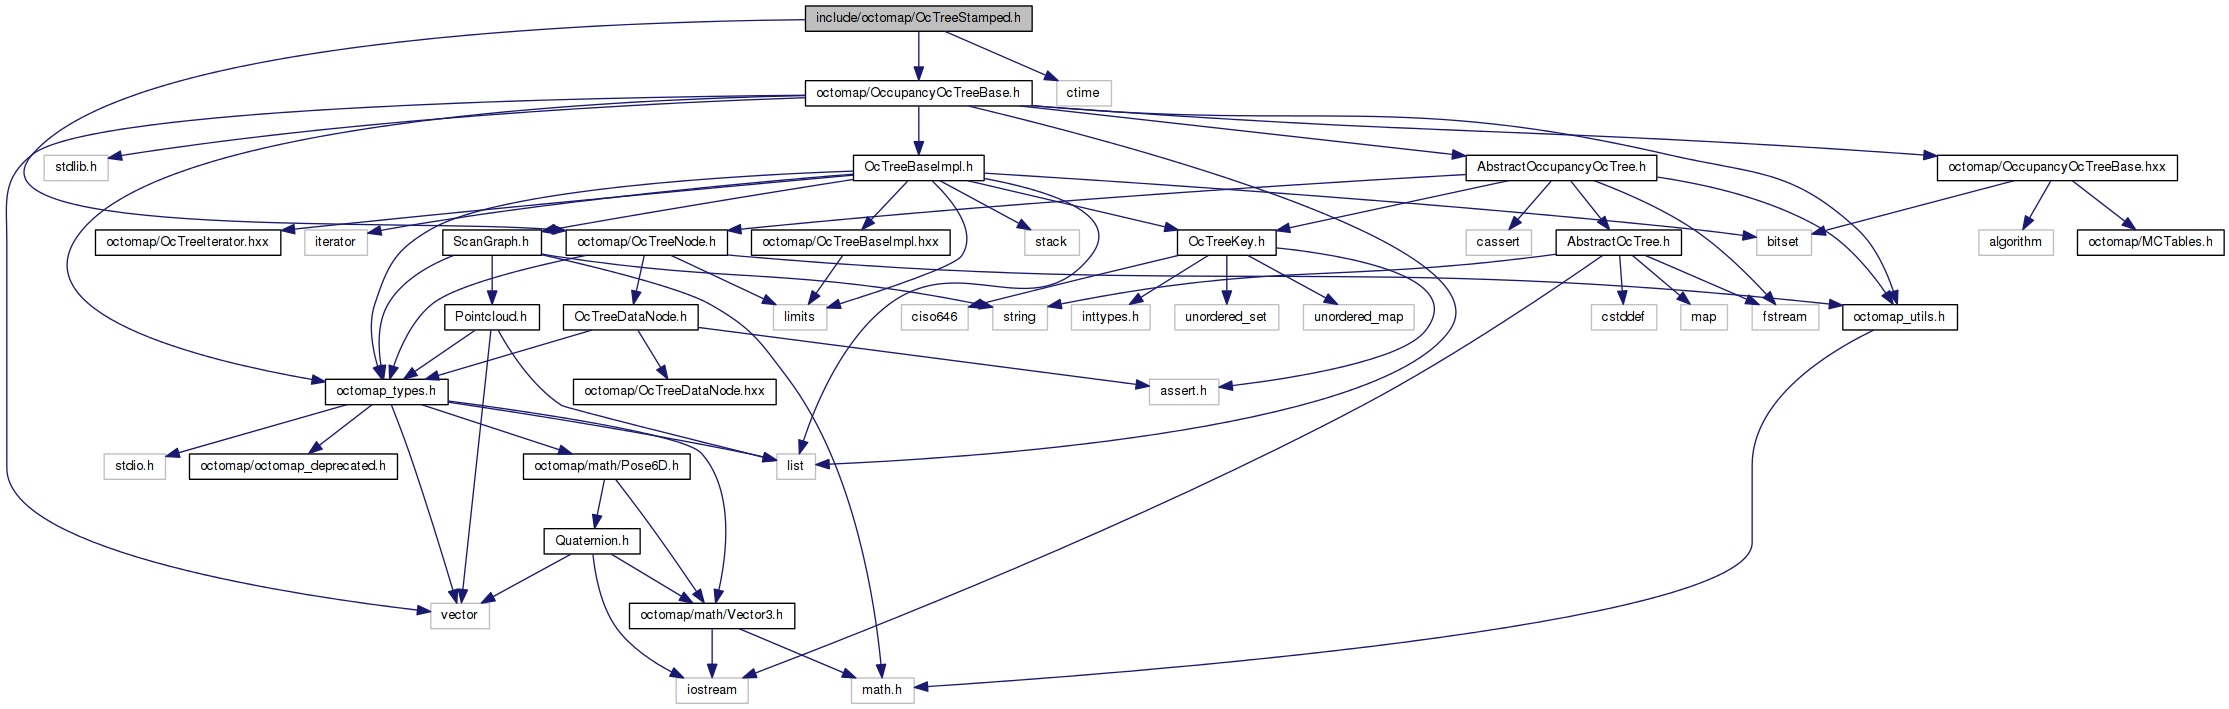 include/octomap/OcTreeStamped.h
octomap/OccupancyOcTreeBase.h
ctime
stdlib.h
OcTreeBaseImpl.h
AbstractOccupancyOcTree.h
octomap/OccupancyOcTreeBase.hxx
octomap/OcTreeIterator.hxx
iterator
ScanGraph.h
octomap/OcTreeNode.h
octomap/OcTreeBaseImpl.hxx
stack
OcTreeKey.h
cassert
AbstractOcTree.h
bitset
algorithm
octomap/MCTables.h
Pointcloud.h
OcTreeDataNode.h
limits
ciso646
string
inttypes.h
unordered_set
unordered_map
cstddef
map
fstream
octomap_utils.h
octomap_types.h
octomap/OcTreeDataNode.hxx
assert.h
stdio.h
octomap/octomap_deprecated.h
octomap/math/Pose6D.h
list
Quaternion.h
vector
octomap/math/Vector3.h
iostream
math.h